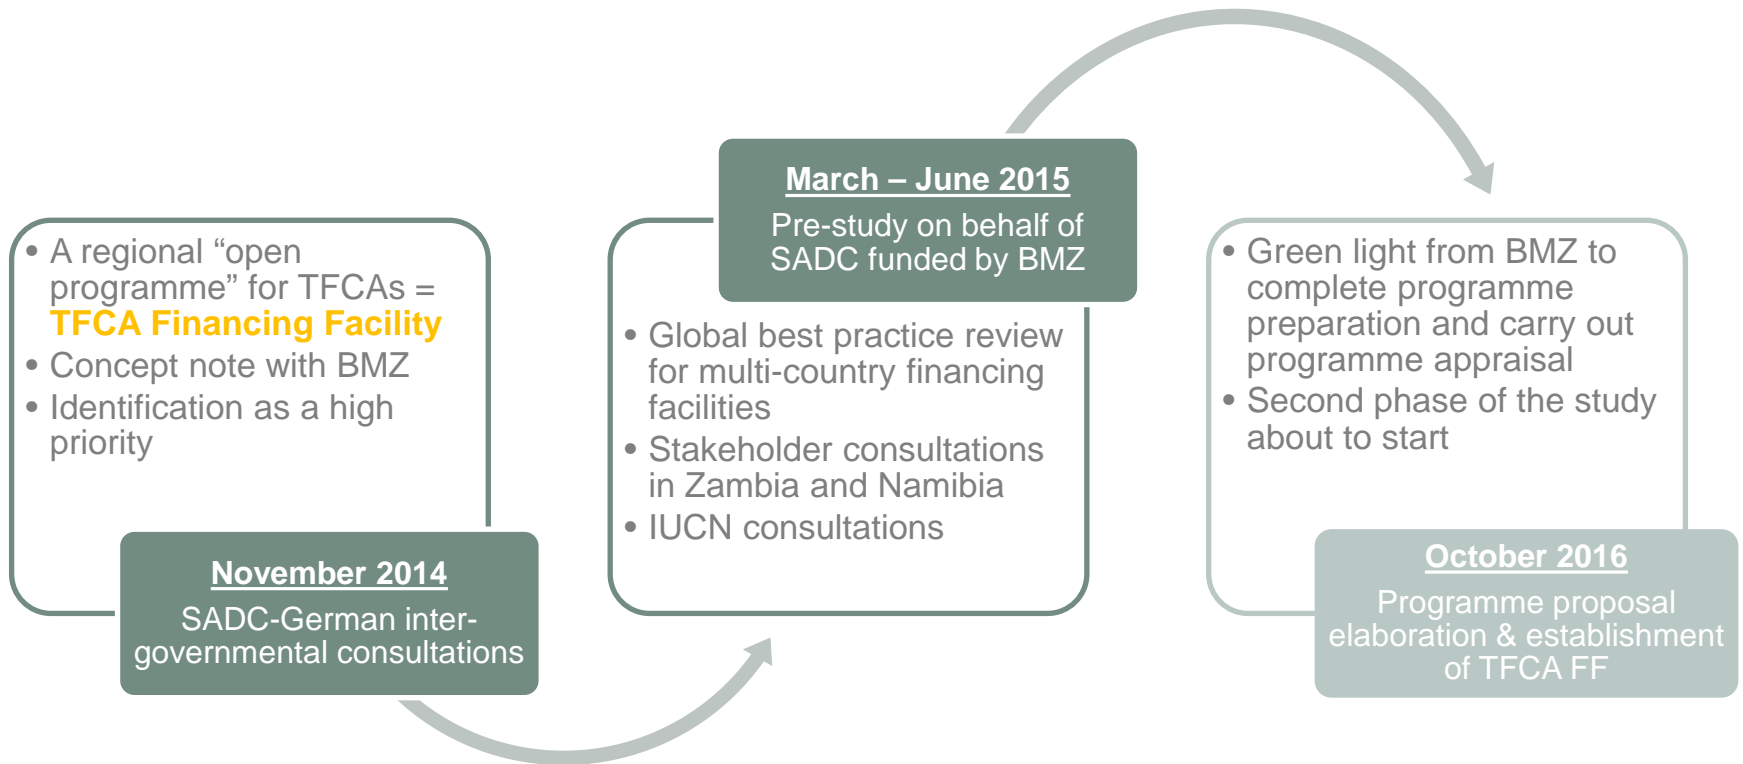 • A regional “open
programme” for TFCAs =
TFCA Financing Facility
• Concept note with BMZ
• Identification as a high
priority
November 2014
SADC-German inter-
governmental consultations
March – June 2015
Pre-study on behalf of
SADC funded by BMZ
• Global best practice review
for multi-country financing
facilities
• Stakeholder consultations
in Zambia and Namibia
• IUCN consultations
• Green light from BMZ to
complete programme
preparation and carry out
programme appraisal
• Second phase of the study
about to start
October 2016
Programme proposal
elaboration & establishment
of TFCA FF